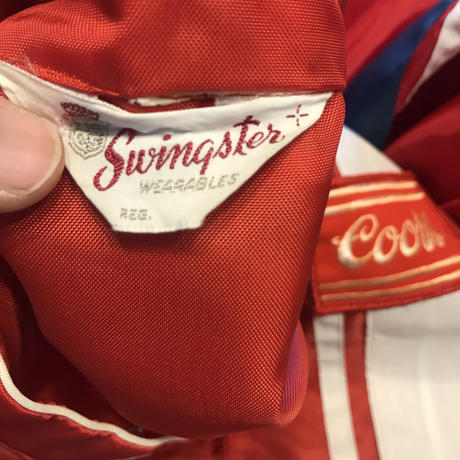 Swingster
WEARABLES
REG.
Coors